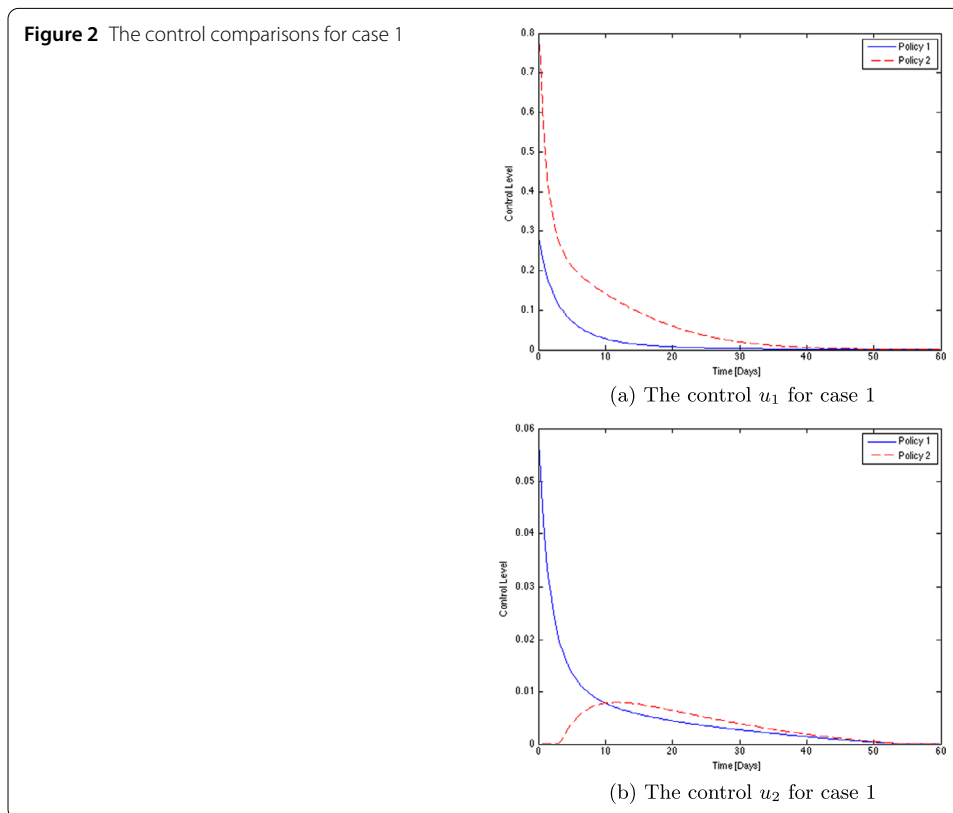 Figure 2 The control comparisons for case 1
0.8
0.7
0.6
0.5
0.4
0.3
0.2
0.1
0
Control Level
Policy 1
Policy 2
0 10 20 30 40 50 60
Time [Days]
(a) The control u₁ for case 1
0.06
0.05
0.04
0.03
0.02
0.01
0
Control Level
Policy 1
Policy 2
0 10 20 30 40 50 60
Time [Days]
(b) The control u₂ for case 1